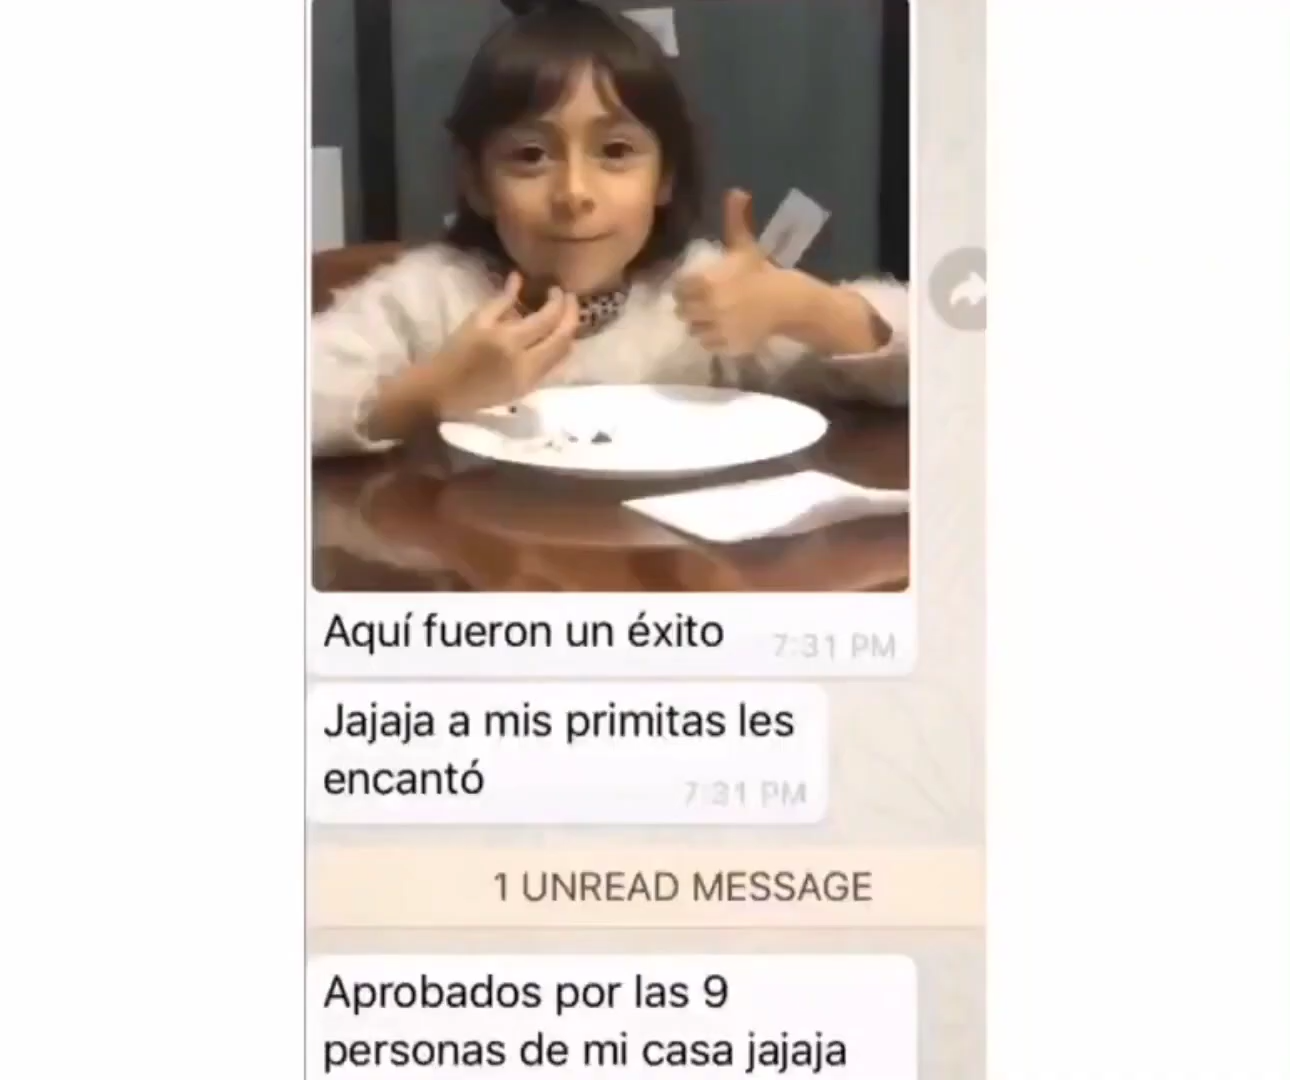 Aquí fueron un éxito
7:31 PM
Jajaja a mis primitas les
encantó
7:31 PM
1 UNREAD MESSAGE
Aprobados por las 9
personas de mi casa jajaja